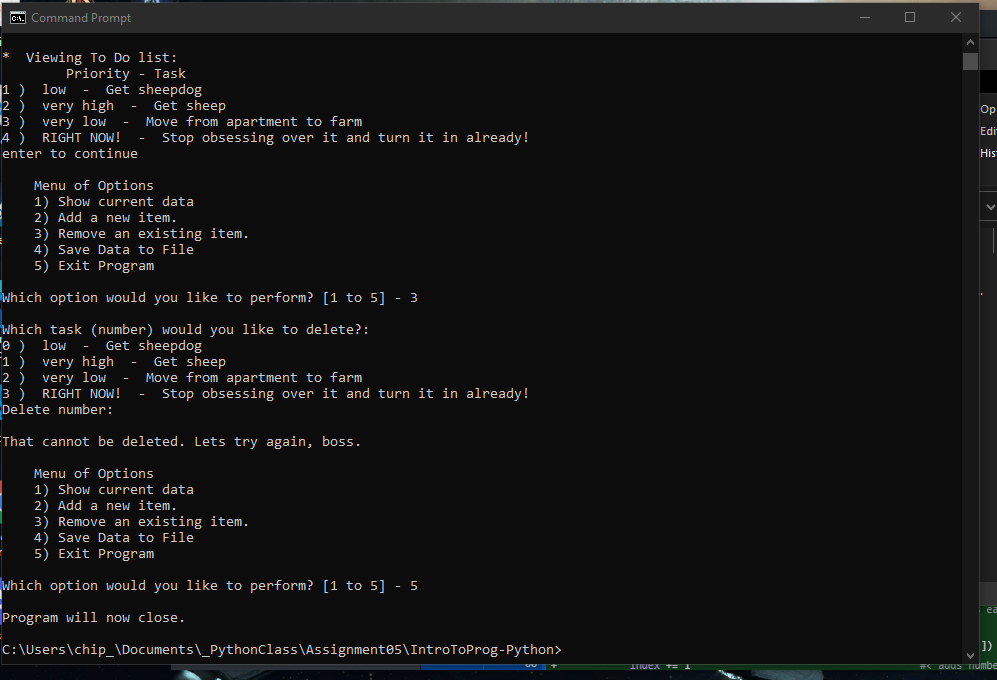 Command Prompt
*  Viewing To Do list:
        Priority - Task
1 )  low  -  Get sheepdog
2 )  very high  -  Get sheep
3 )  very low  -  Move from apartment to farm
4 )  RIGHT NOW!  -  Stop obsessing over it and turn it in already!
enter to continue
    Menu of Options
    1) Show current data
    2) Add a new item.
    3) Remove an existing item.
    4) Save Data to File
    5) Exit Program
Which option would you like to perform? [1 to 5] - 3
Which task (number) would you like to delete?:
0 )  low  -  Get sheepdog
1 )  very high  -  Get sheep
2 )  very low  -  Move from apartment to farm
3 )  RIGHT NOW!  -  Stop obsessing over it and turn it in already!
Delete number:
That cannot be deleted. Lets try again, boss.
    Menu of Options
    1) Show current data
    2) Add a new item.
    3) Remove an existing item.
    4) Save Data to File
    5) Exit Program
Which option would you like to perform? [1 to 5] - 5
Program will now close.
C:\Users\chip_\Documents\_PythonClass\Assignment05\IntroToProg-Python>
Op
Edi
His